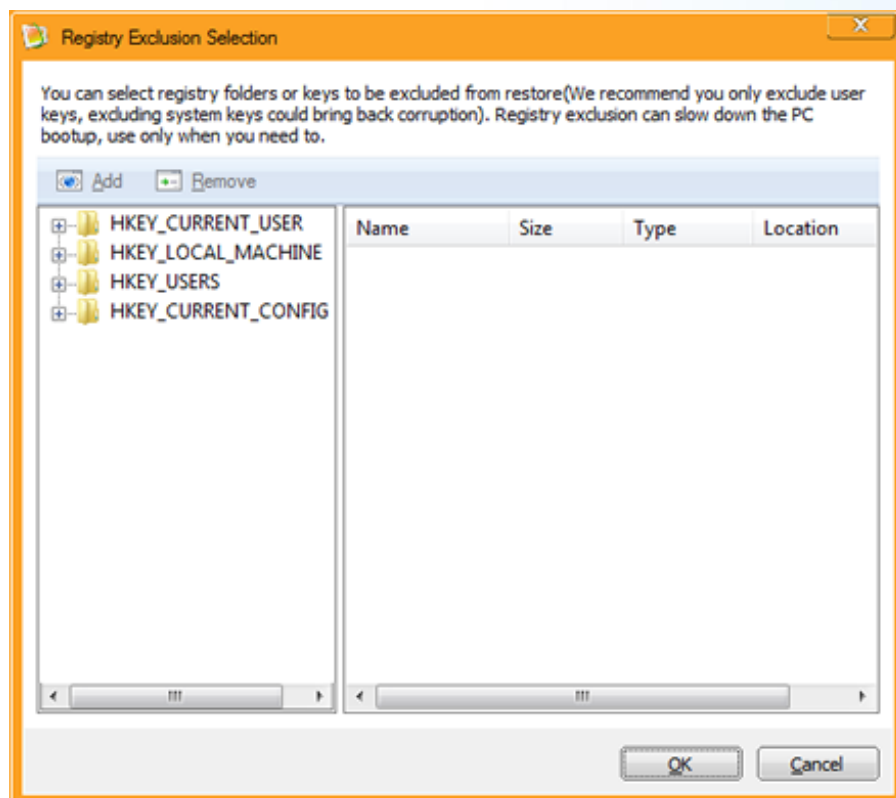 Registry Exclusion Selection
You can select registry folders or keys to be excluded from restore(We recommend you only exclude user
keys, excluding system keys could bring back corruption). Registry exclusion can slow down the PC
bootup, use only when you need to.
Add Remove
HKEY_CURRENT_USER
HKEY_LOCAL_MACHINE
HKEY_USERS
HKEY_CURRENT_CONFIG
Name Size Type Location
OK Cancel